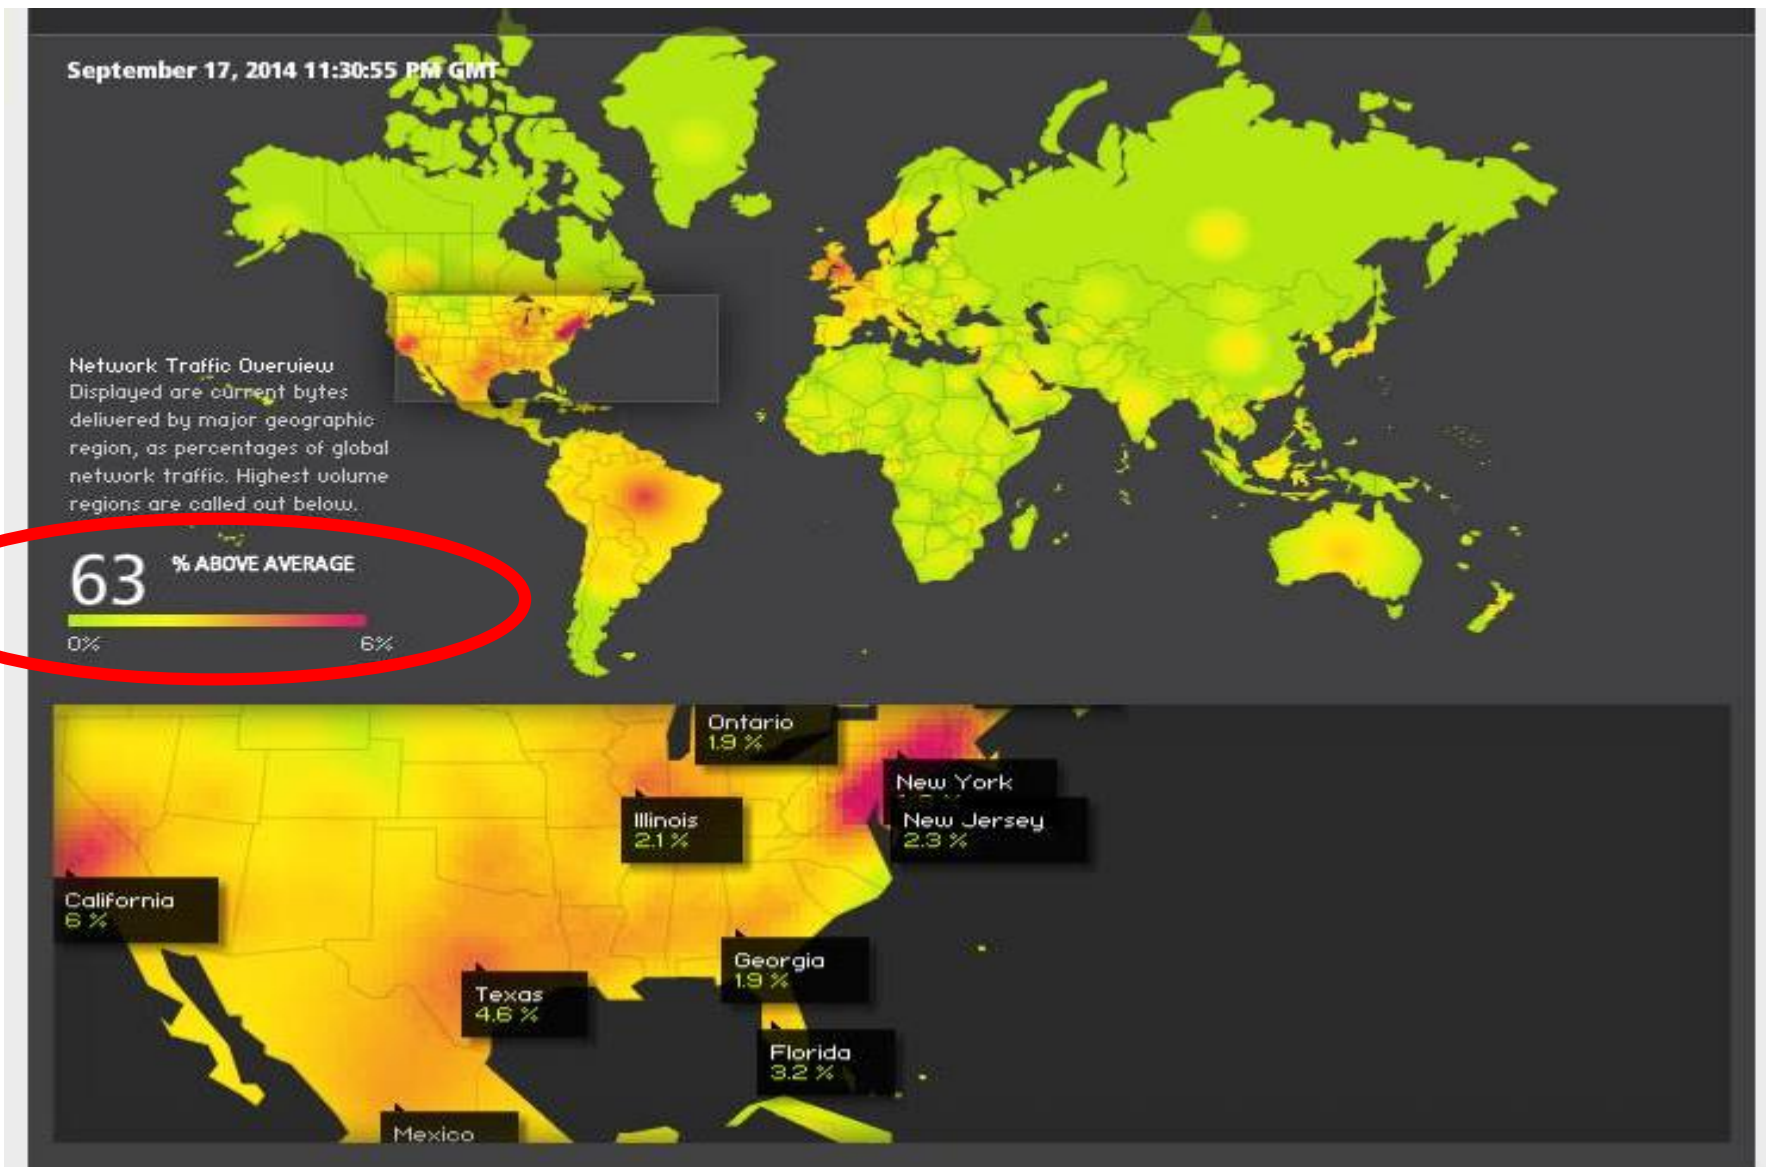 September 17, 2014 11:30:55 PM GMT
Network Traffic Overview
Displayed are current bytes
delivered by major geographic
region, as percentages of global
network traffic. Highest volume
regions are called out below.
63 % ABOVE AVERAGE
0% 6%
Ontario
1.9 %
New York
New Jersey
2.3 %
Illinois
2.1 %
California
6 %
Georgia
1.9 %
Texas
4.6 %
Florida
3.2 %
Mexico